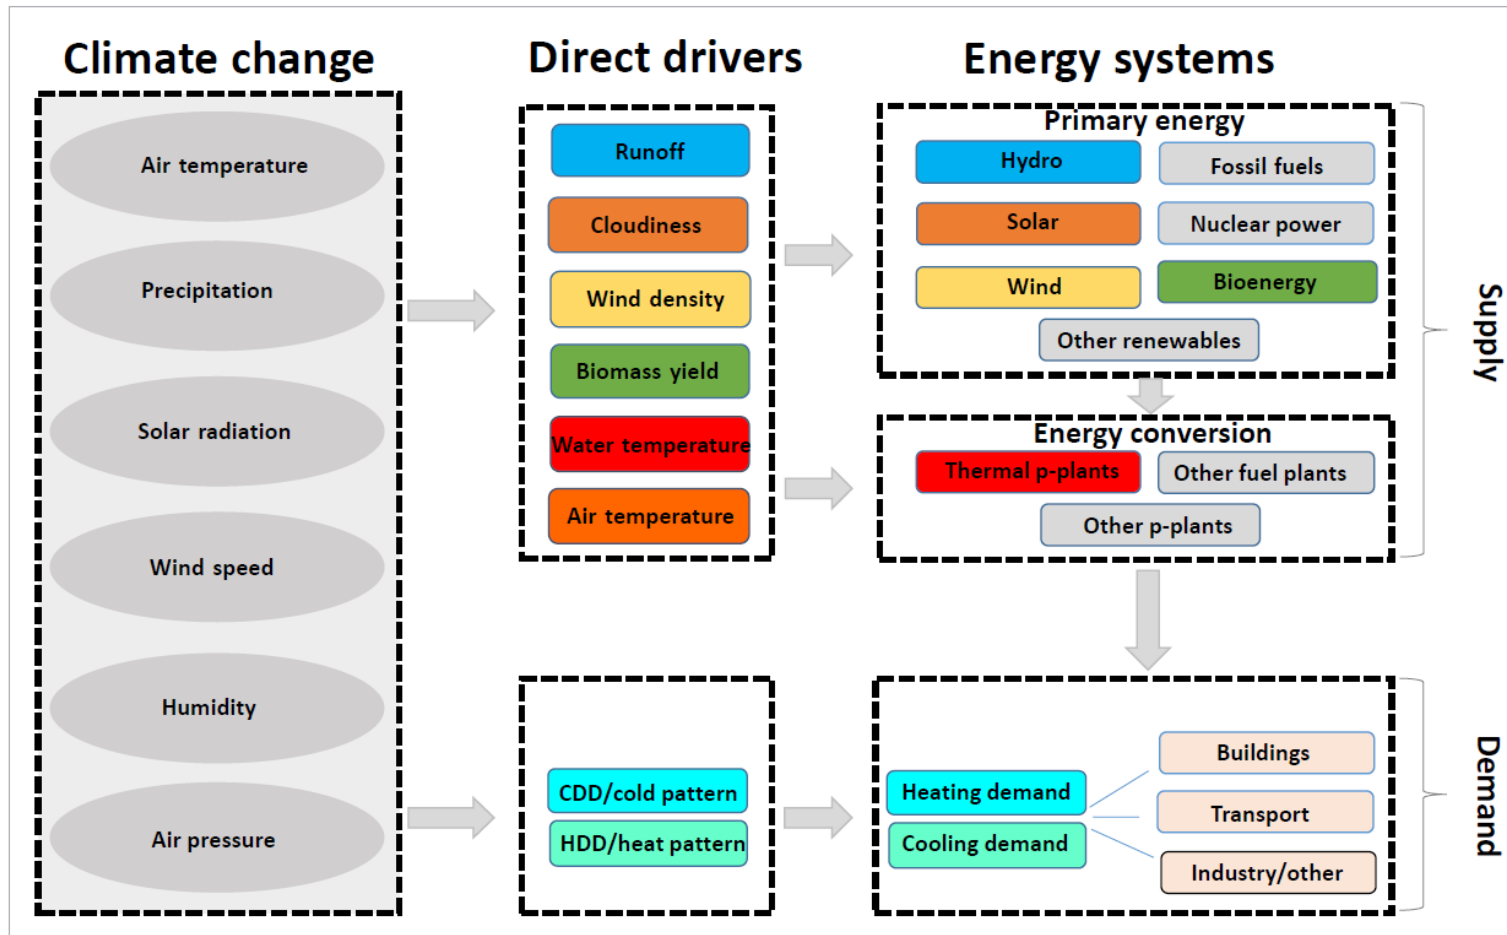 Climate change
Direct drivers
Energy systems
Air temperature
Precipitation
Solar radiation
Wind speed
Humidity
Air pressure
Runoff
Cloudiness
Wind density
Biomass yield
Water temperature
Air temperature
CDD/cold pattern
HDD/heat pattern
Primary energy
Hydro
Fossil fuels
Solar
Nuclear power
Wind
Bioenergy
Other renewables
Energy conversion
Thermal p-plants
Other fuel plants
Other p-plants
Heating demand
Cooling demand
Buildings
Transport
Industry/other
Supply
Demand